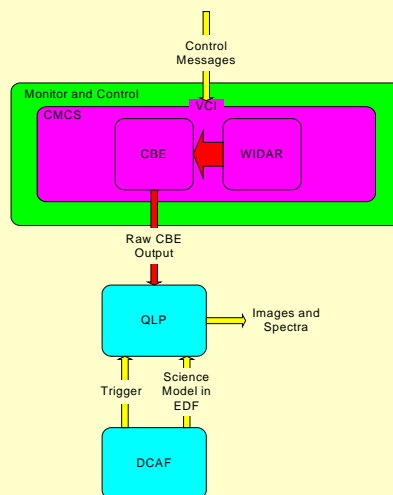 Control
Messages
Monitor and Control
VCI
CMCS
CBE
WIDAR
Raw CBE
Output
QLP
Images and
Spectra
Trigger
Science
Model in
EDF
DCAF